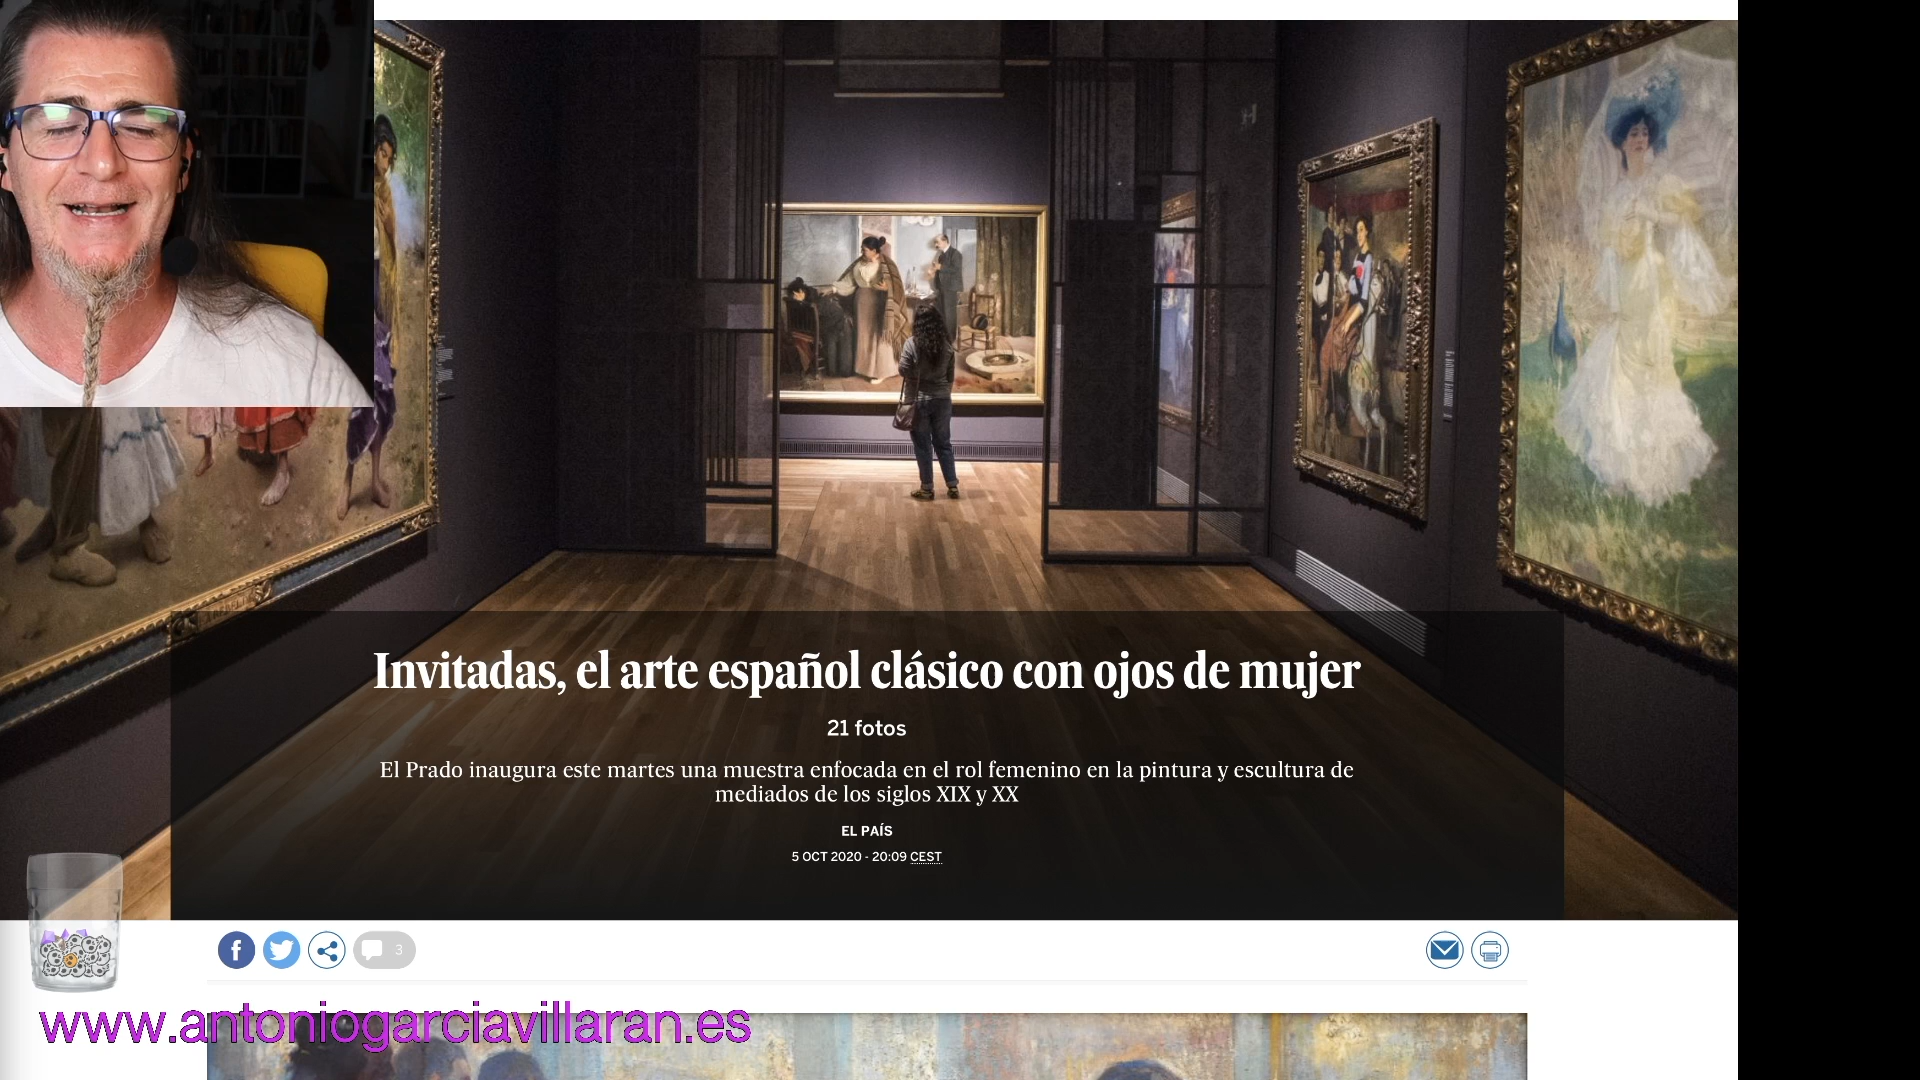 Invitadas, el arte español clásico con ojos de mujer
21 fotos
El Prado inaugura este martes una muestra enfocada en el rol femenino en la pintura y escultura de
mediados de los siglos XIX y XX
EL PAÍS
5 OCT 2020 - 20:09 CEST
3
www.antoniogarciavillaran.es